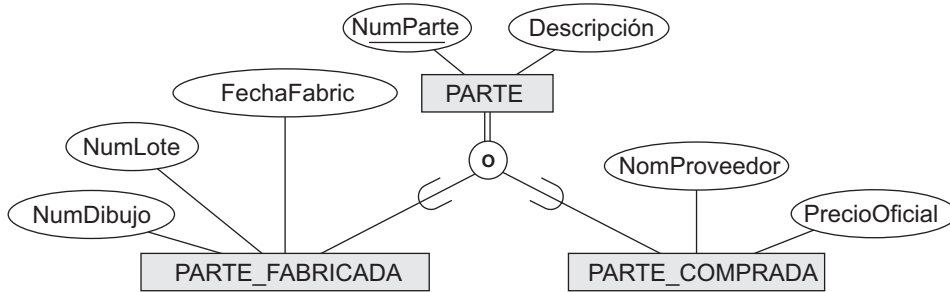 NumParte
Descripción
FechaFabric
PARTE
NumLote
O
NomProveedor
NumDibujo
PrecioOficial
PARTE_FABRICADA
PARTE_COMPRADA